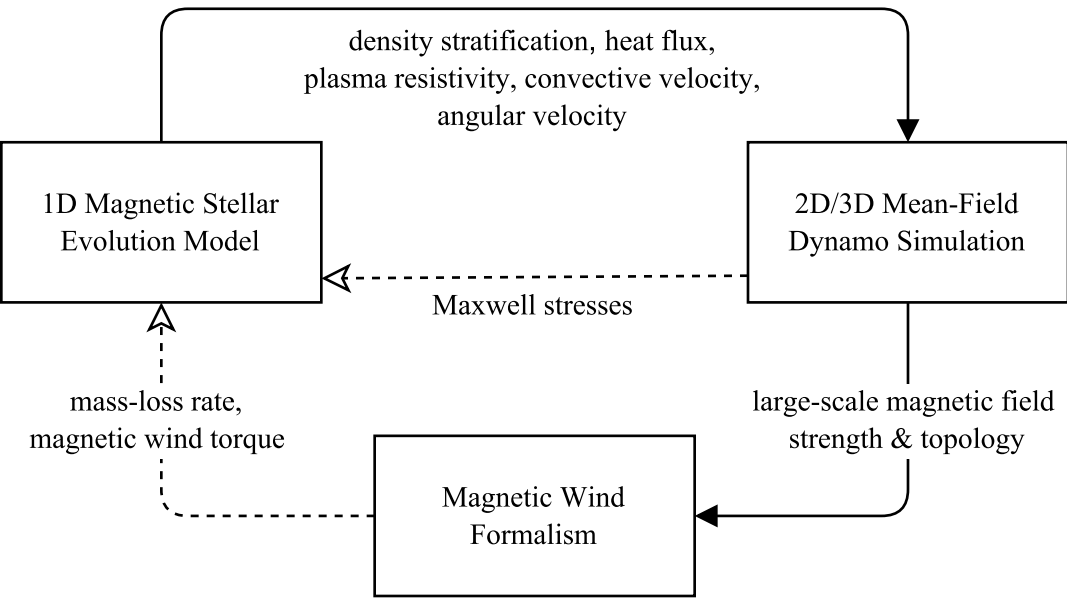 density stratification, heat flux,
plasma resistivity, convective velocity,
angular velocity
1D Magnetic Stellar
Evolution Model
2D/3D Mean-Field
Dynamo Simulation
Maxwell stresses
mass-loss rate,
magnetic wind torque
large-scale magnetic field
strength & topology
Magnetic Wind
Formalism